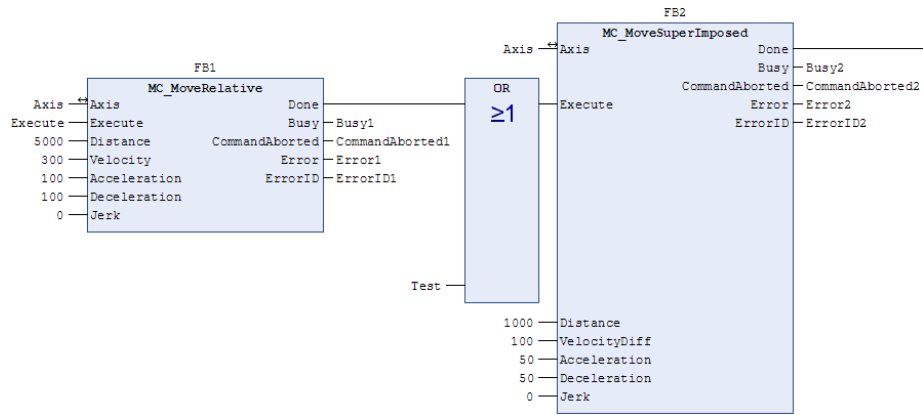 FB2
MC_MoveSuperImposed
Axis Axis Done
Busy Busy2
CommandAborted CommandAborted2
Error Error2
ErrorID ErrorID2
Execute
1000 Distance
100 VelocityDiff
50 Acceleration
50 Deceleration
0 Jerk
FB1
MC_MoveRelative
Axis Axis Done
Execute Execute Busy Busy1
5000 Distance CommandAborted CommandAborted1
300 Velocity Error Error1
100 Acceleration ErrorID ErrorID1
100 Deceleration
0 Jerk
OR
≥1
Test